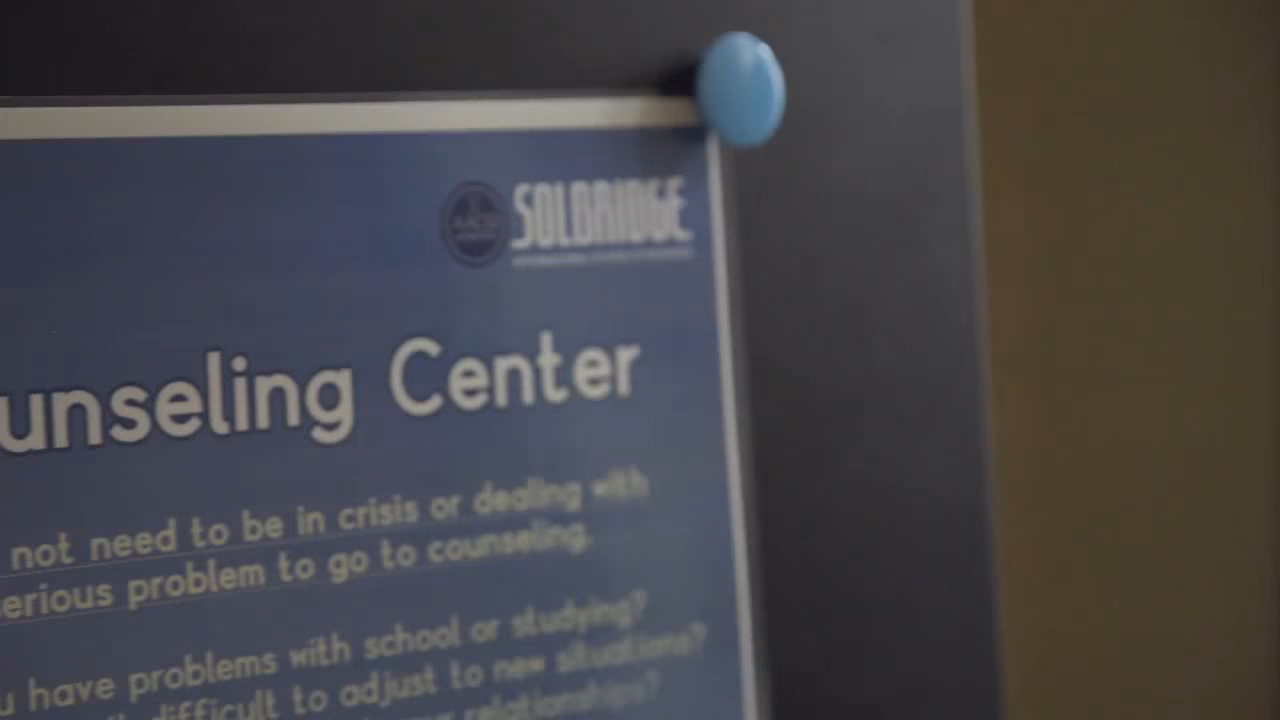 SOLBRIDGE
unseling Center
not need to be in crisis or dealing with
serious problem to go to counseling.
u have problems with school or studying?
difficult to adjust to new situations?
relationships?